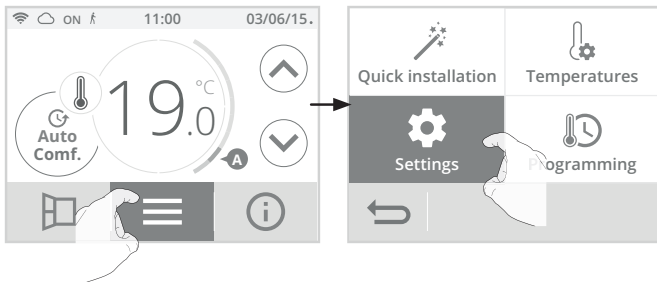 ON 11:00 03/06/15.
19.0 °C
Auto
Comf.
A
Quick installation
Temperatures
Settings
Programming